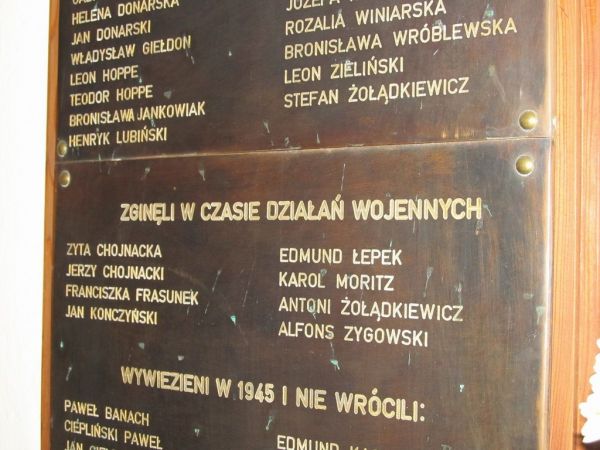 HELENA DONARSKA
JAN DONARSKI
WŁADYSŁAW GIEŁDON
LEON HOPPE
TEODOR HOPPE
BRONISŁAWA JANKOWIAK
HENRYK LUBIŃSKI
ROZALIA WINIARSKA
BRONISŁAWA WRÓBLEWSKA
LEON ZIELIŃSKI
STEFAN ŻOŁĄDKIEWICZ
ZGINĘLI W CZASIE DZIAŁAŃ WOJENNYCH
ZYTA CHOJNACKA
JERZY CHOJNACKI
FRANCISZKA FRASUNEK
JAN KONCZYŃSKI
EDMUND ŁEPEK
KAROL MORITZ
ANTONI ŻOŁĄDKIEWICZ
ALFONS ZYGOWSKI
WYWIEZIENI W 1945 I NIE WRÓCILI:
PAWEŁ BANACH
CIEPLIŃSKI PAWEŁ
JAN
EDMUND